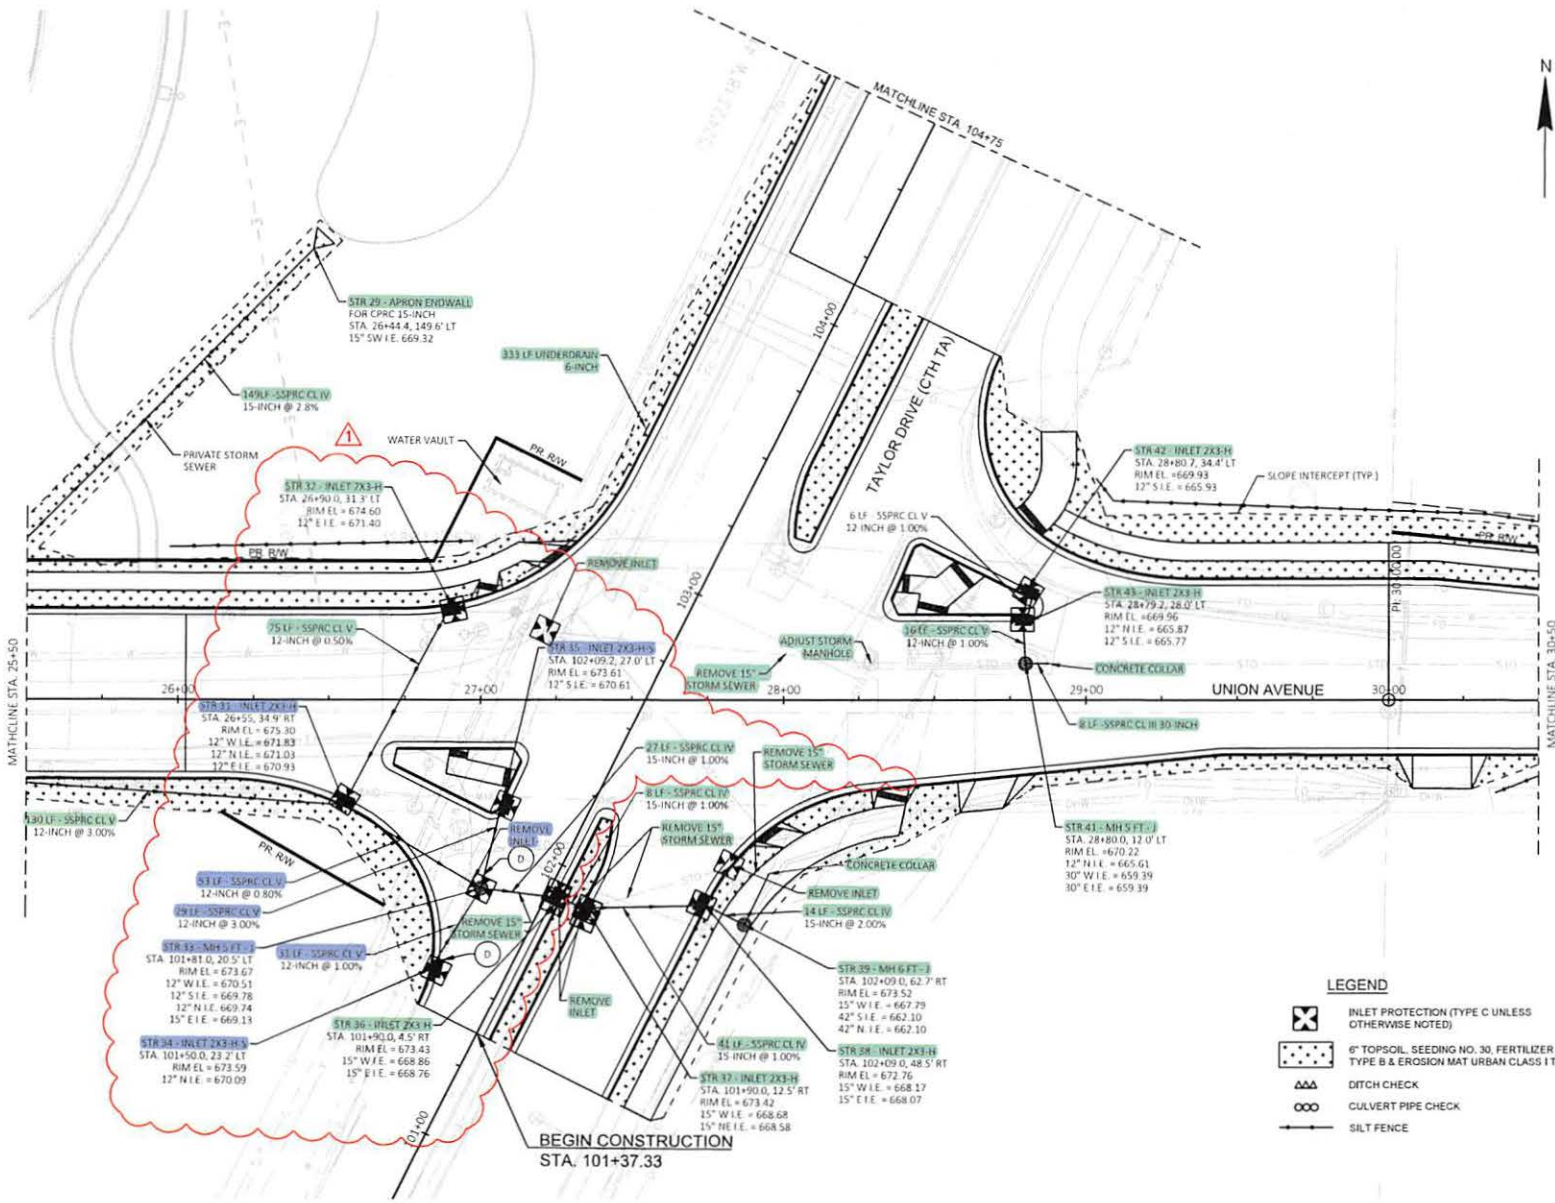 N
MATCHLINE STA. 104+75
STR 29 - APRON ENDWALL
FOR CPRC 15-INCH
STA. 26+44.4, 149.6' LT
15" SW I.E. 669.32
333 LF UNDERDRAIN
6-INCH
104+00
TAYLOR DRIVE (CTH TA)
149LF -SSPRC CL IV
15-INCH @ 2.8%
1
WATER VAULT
PR. R/W
PRIVATE STORM
SEWER
STR 42 - INLET 2X3-H
STA. 28+80.7, 34.4' LT
RIM EL. =669.93
12" S I.E. = 665.93
SLOPE INTERCEPT (TYP.)
STR 32 - INLET 2X3-H
STA. 26+90.0, 31.3' LT
RIM EL = 674.60
12" E I.E. = 671.40
6 LF - SSPRC CL V
12-INCH @ 1.00%
PR. R/W
PR. R/W
REMOVE INLET
103+00
PI: 30+00.00
STR 43 - INLET 2X3-H
STA. 28+79.2, 28.0' LT
RIM EL. =669.96
12" N I.E. = 665.87
12" S I.E. = 665.77
75 LF - SSPRC CL V
12-INCH @ 0.50%
16 LF - SSPRC CL V
12-INCH @ 1.00%
ADJUST STORM
MANHOLE
STR 35 - INLET 2X3-H-S
STA. 102+09.2, 27.0' LT
RIM EL = 673.61
12" S I.E. = 670.61
REMOVE 15"
STORM SEWER
CONCRETE COLLAR
MATHCLINE STA. 25+50
26+00
27+00
28+00
29+00
30+00
UNION AVENUE
MATCHLINE STA. 30+50
STR 31 - INLET 2X3-H
STA. 26+55, 34.9' RT
RIM EL = 675.30
12" W I.E. = 671.83
12" N I.E. = 671.03
12" E I.E. = 670.93
8 LF -SSPRC CL III 30-INCH
27 LF - SSPRC CL IV
15-INCH @ 1.00%
REMOVE 15"
STORM SEWER
8 LF - SSPRC CL IV
15-INCH @ 1.00%
130 LF - SSPRC CL V
12-INCH @ 3.00%
REMOVE
INLET
REMOVE 15"
STORM SEWER
STR 41 - MH 5 FT - J
STA. 28+80.0, 12.0' LT
RIM EL. =670.22
12" N I.E. = 665.61
30" W I.E. = 659.39
30" E I.E. = 659.39
PR. R/W
D
102+00
CONCRETE COLLAR
53 LF - SSPRC CL V
12-INCH @ 0.80%
REMOVE INLET
29 LF - SSPRC CL V
12-INCH @ 3.00%
REMOVE 15"
STORM SEWER
14 LF - SSPRC CL IV
15-INCH @ 2.00%
STR 33 - MH 5 FT - J
STA. 101+81.0, 20.5' LT
RIM EL = 673.67
12" W I.E. = 670.51
12" S I.E. = 669.78
12" N I.E. = 669.74
15" E I.E. = 669.13
31 LF - SSPRC CL V
12-INCH @ 1.00%
D
STR 39 - MH 6 FT - J
STA. 102+09.0, 62.7' RT
RIM EL = 673.52
15" W I.E. = 667.79
42" S I.E. = 662.10
42" N. I.E. = 662.10
REMOVE
INLET
STR 36 - INLET 2X3-H
STA. 101+90.0, 4.5' RT
RIM EL = 673.43
15" W I.E. = 668.86
15" E I.E. = 668.76
STR 34 - INLET 2X3-H-S
STA. 101+50.0, 23.2' LT
RIM EL = 673.59
12" N I.E. = 670.09
41 LF - SSPRC CL IV
15-INCH @ 1.00%
STR 38 - INLET 2X3-H
STA. 102+09.0, 48.5' RT
RIM EL = 672.76
15" W I.E. = 668.17
15" E I.E. = 668.07
STR 37 - INLET 2X3-H
STA. 101+90.0, 12.5' RT
RIM EL = 673.42
15" W I.E. = 668.68
15" NE I.E. = 668.58
101+00
BEGIN CONSTRUCTION
STA. 101+37.33
LEGEND
INLET PROTECTION (TYPE C UNLESS
OTHERWISE NOTED)
6" TOPSOIL, SEEDING NO. 30, FERTILIZER
TYPE B & EROSION MAT URBAN CLASS I T
DITCH CHECK
CULVERT PIPE CHECK
SILT FENCE